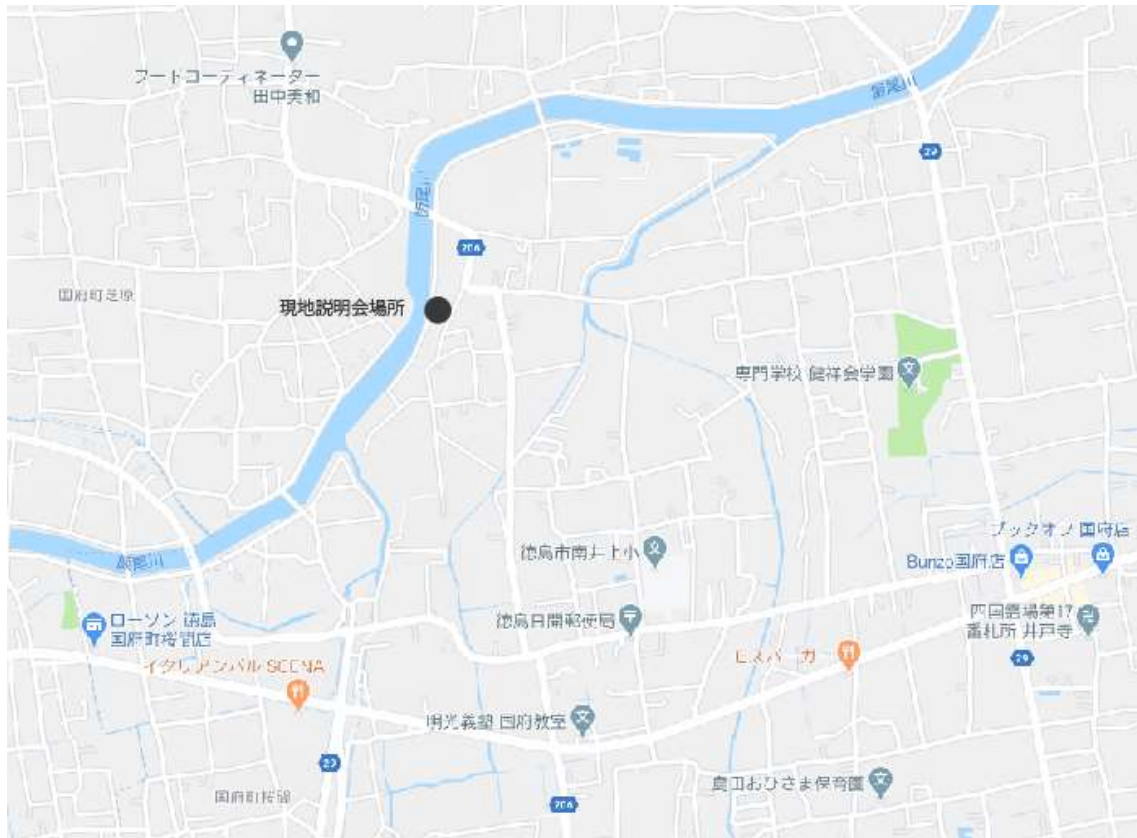 フードコーディネーター
田中美和
飯尾川
29
飯尾川
206
国府町芝原
現地説明会場所
専門学校 健祥会学園
ブックオフ 国府店
Bunzo国府店
徳島市南井上小
飯尾川
ローソン 徳島
国府町桜間店
徳島日開郵便局
四国霊場第17
番札所 井戸寺
イタリアンバル SCENA
モスバーガー
29
明光義塾 国府教室
29
国府町桜間
206
島田おひさま保育園